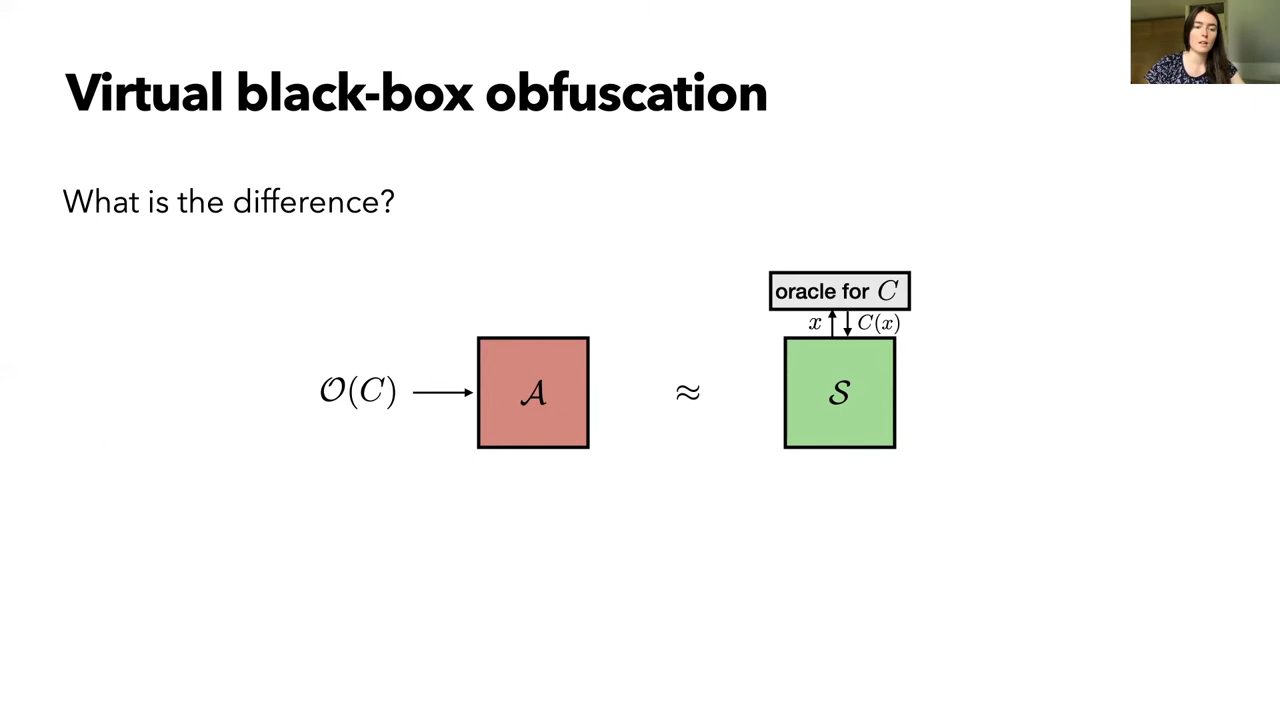 Virtual black-box obfuscation
What is the difference?
oracle for C
x C(x)
𝒪(C) 𝒜 ≈ 𝒮